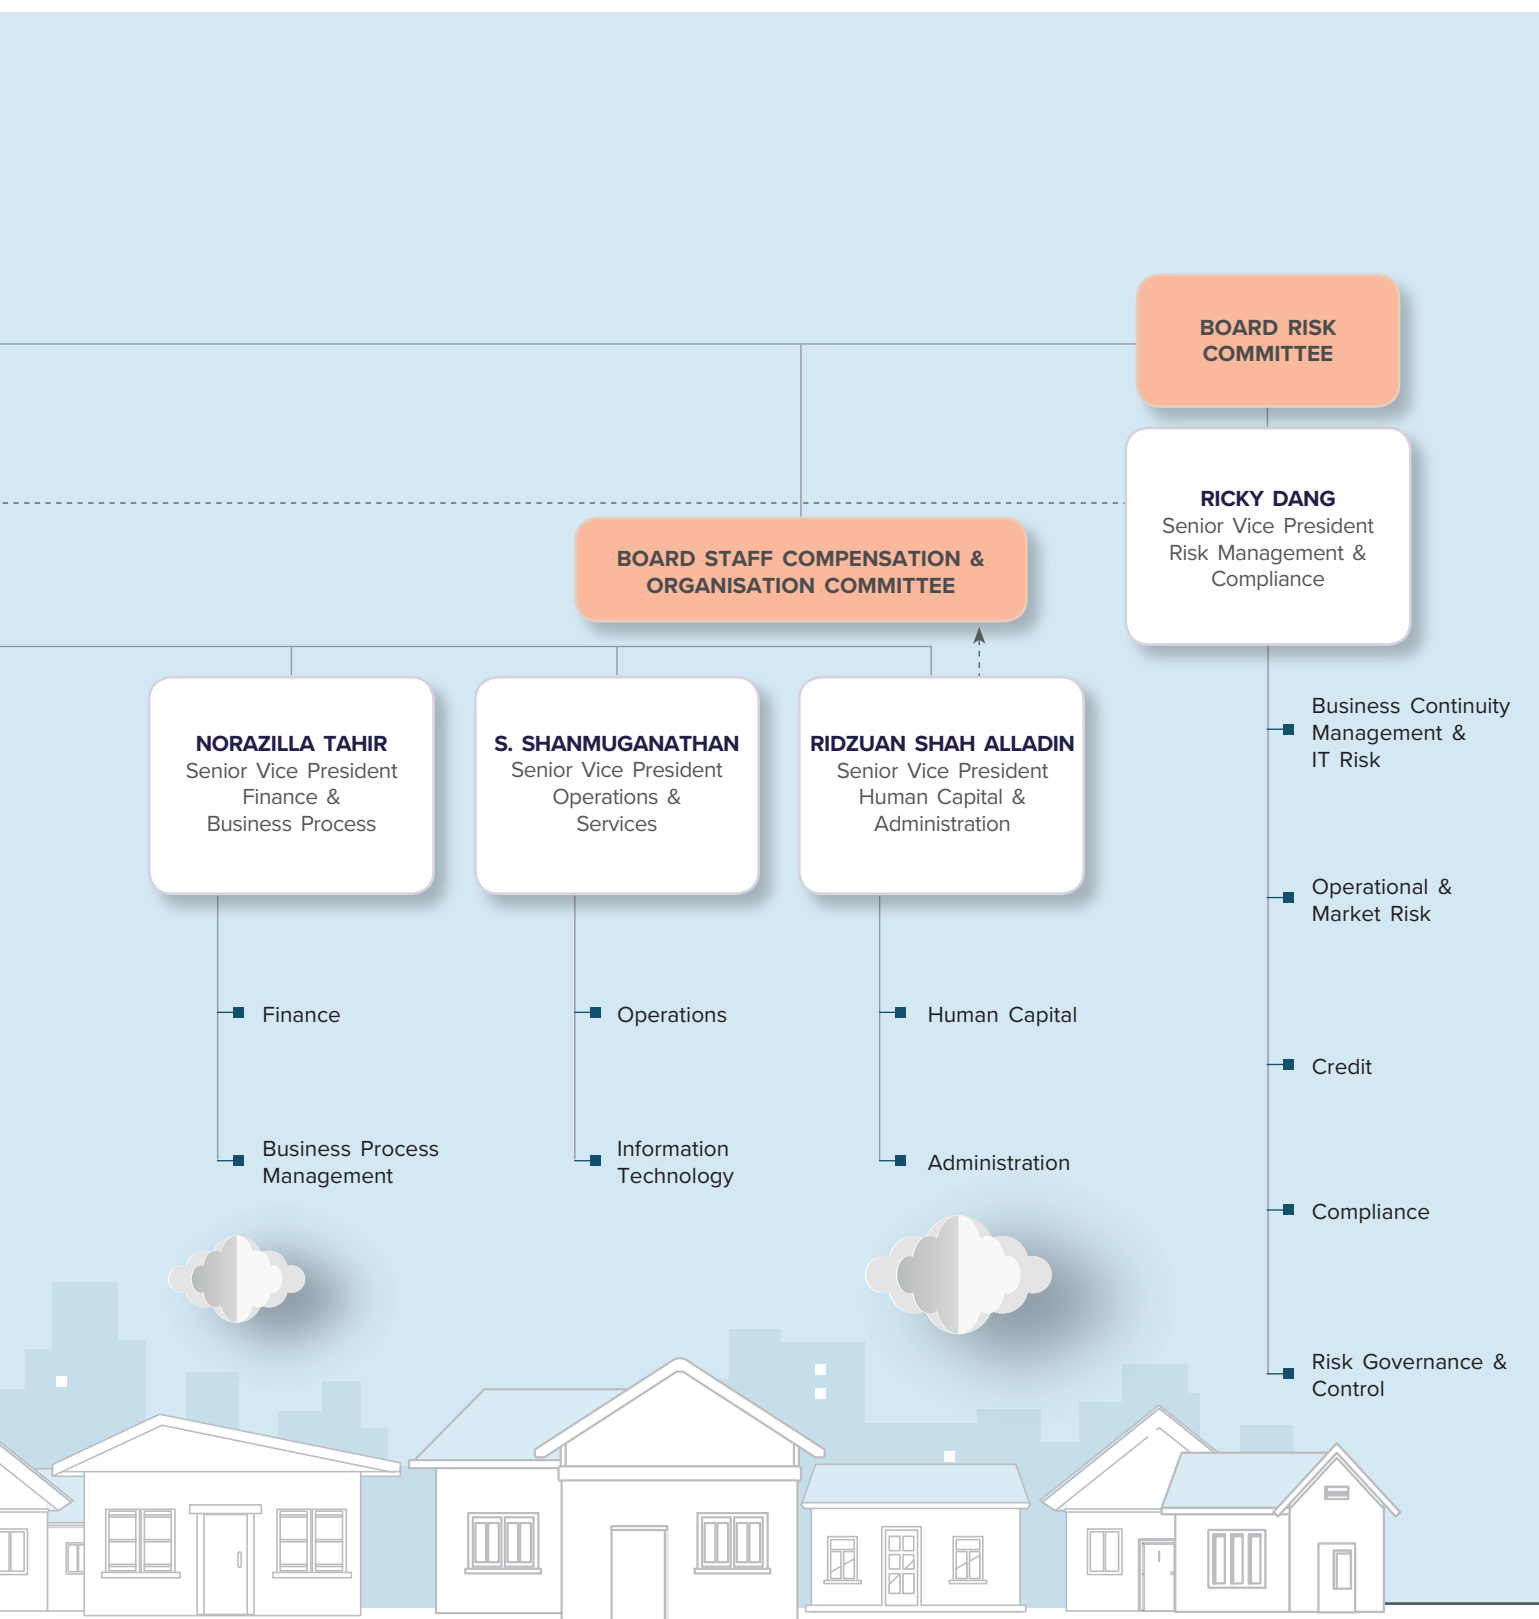 BOARD RISK
COMMITTEE
RICKY DANG
Senior Vice President
Risk Management &
Compliance
BOARD STAFF COMPENSATION &
ORGANISATION COMMITTEE
NORAZILLA TAHIR
Senior Vice President
Finance &
Business Process
S. SHANMUGANATHAN
Senior Vice President
Operations &
Services
RIDZUAN SHAH ALLADIN
Senior Vice President
Human Capital &
Administration
Business Continuity
Management &
IT Risk
Operational &
Market Risk
Credit
Compliance
Risk Governance &
Control
Finance
Business Process
Management
Operations
Information
Technology
Human Capital
Administration